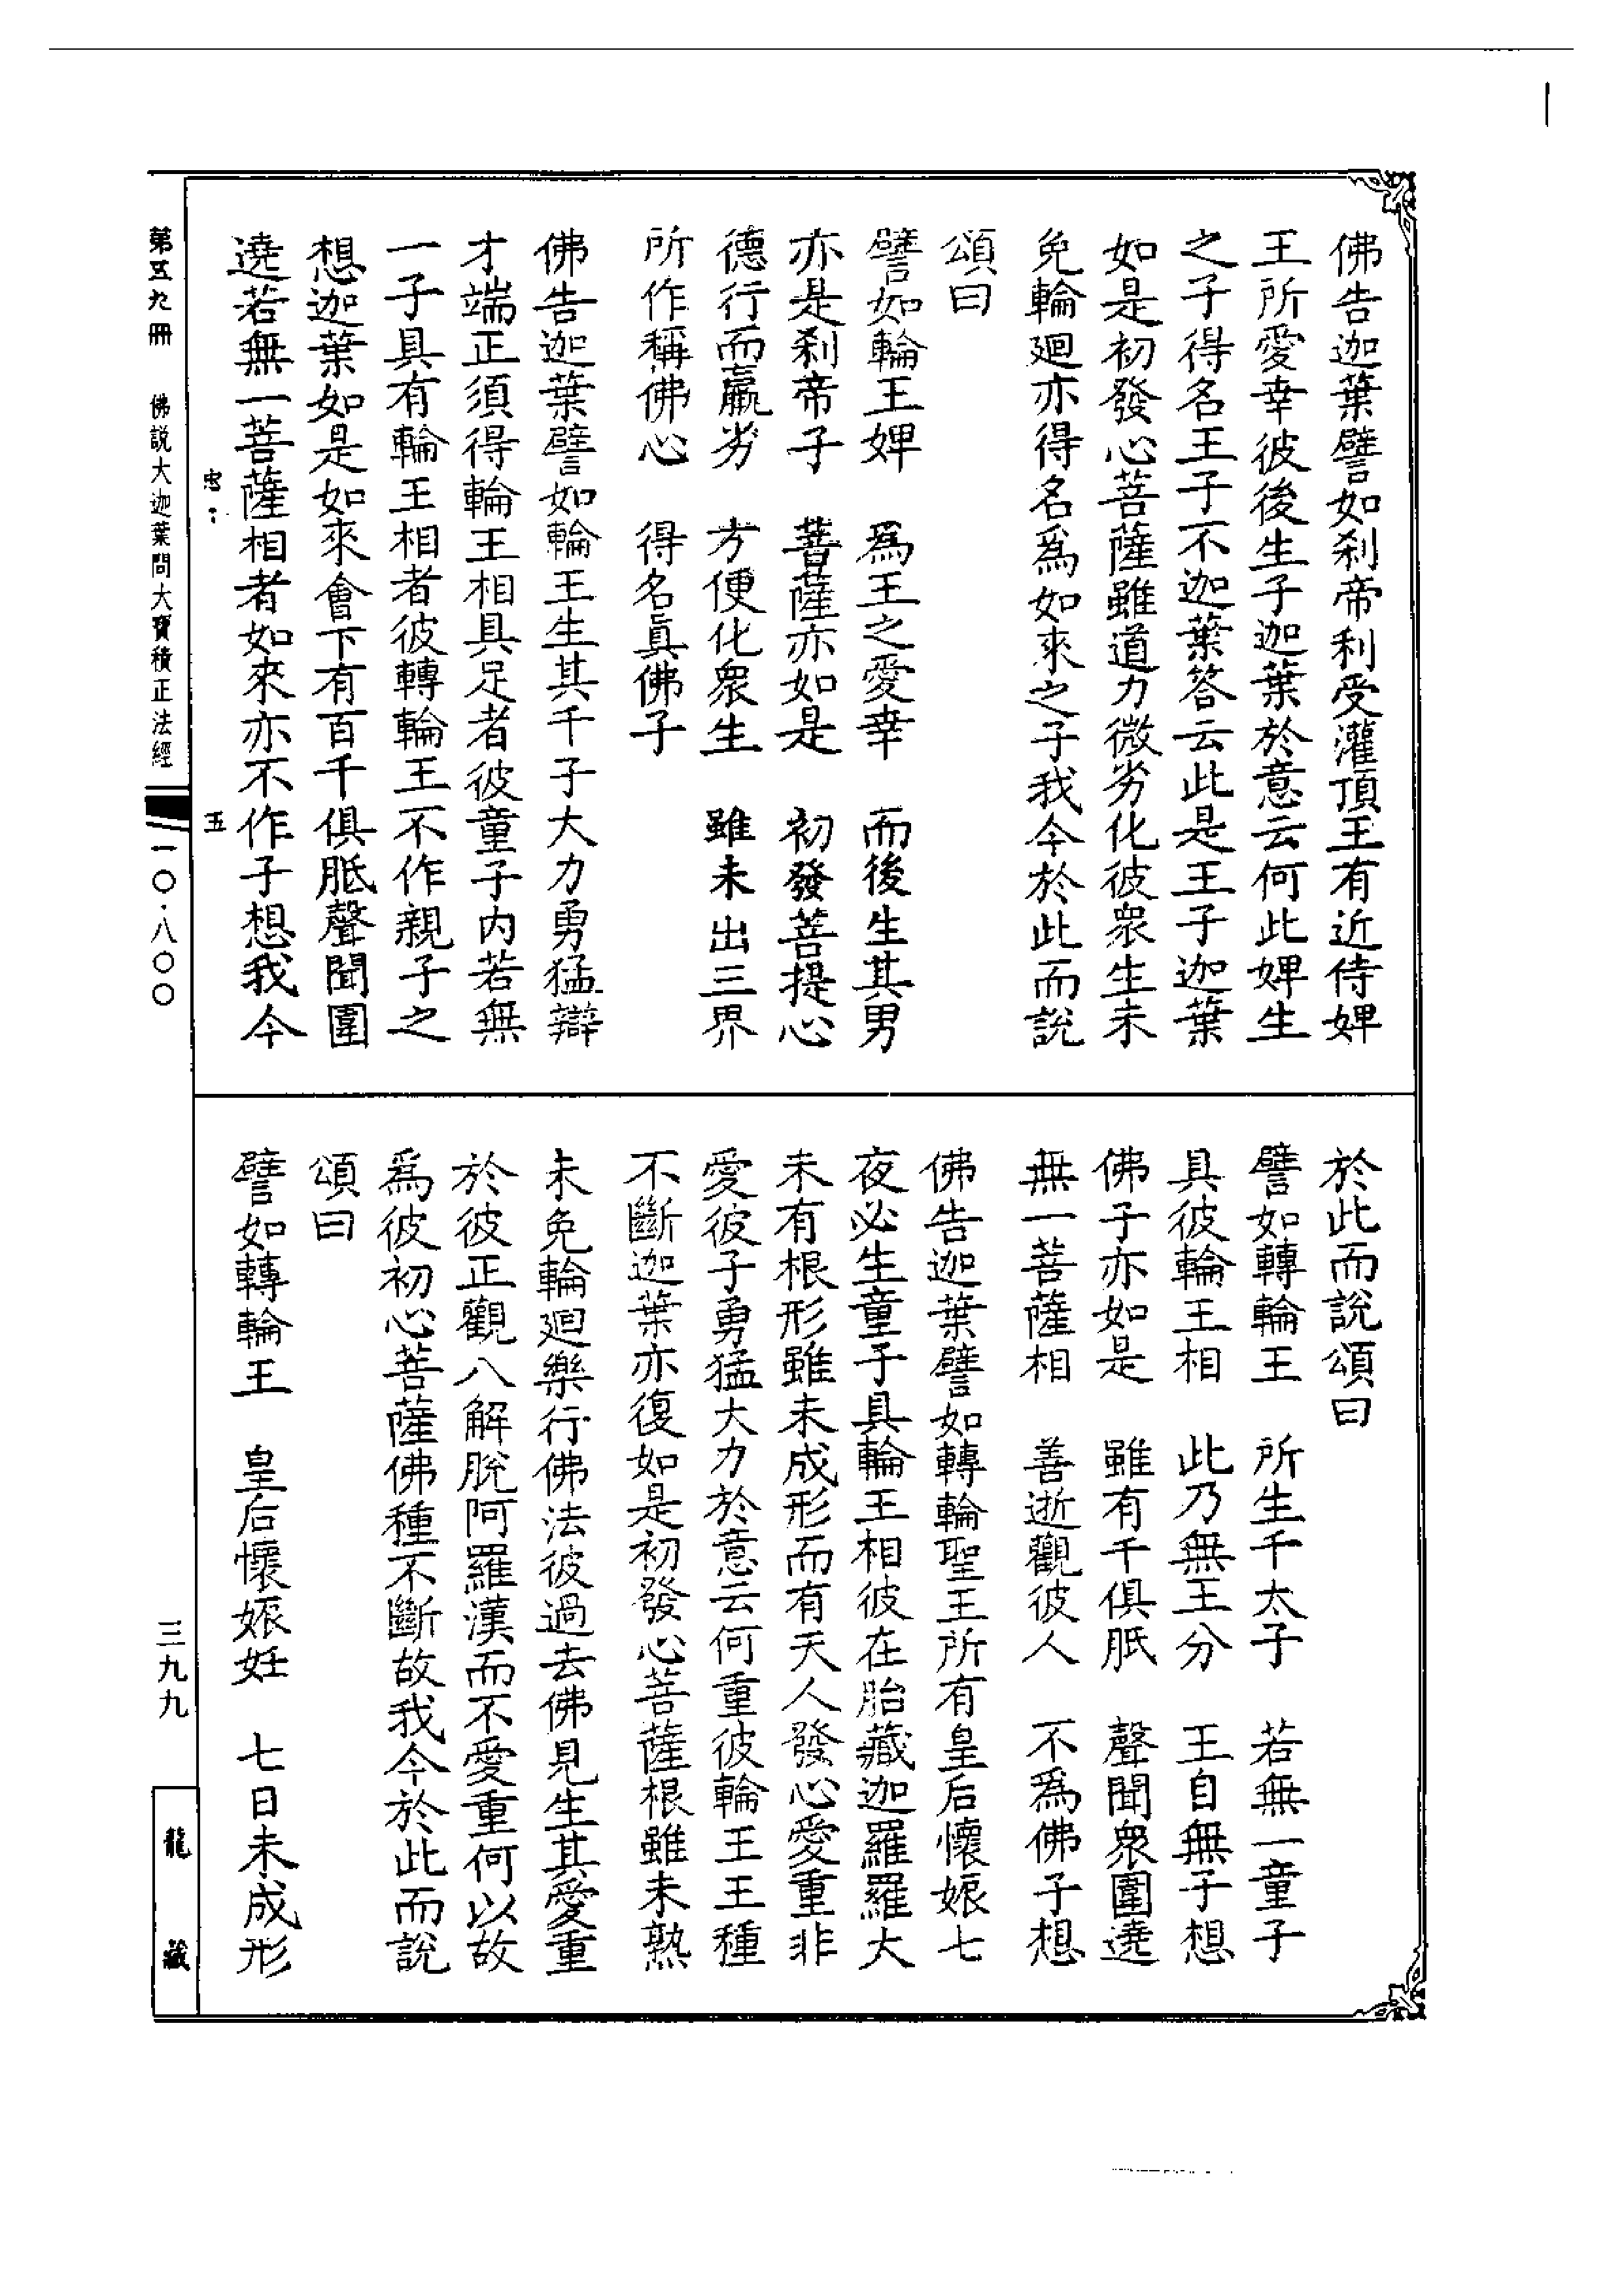 佛告迦葉譬如剎帝利受灌頂王有近侍婢
王所愛幸彼後生子迦葉於意云何此婢生
之子得名王子不迦葉答云此是王子迦葉
如是初發心菩薩雖道力微劣化彼衆生未
免輪迴亦得名爲如來之子我今於此而說
頌曰
譬如輪王婢　爲王之愛幸　而後生其男
亦是剎帝子　菩薩亦如是　初發菩提心
德行而羸劣　方便化衆生　雖未出三界
所作稱佛心　得名眞佛子
佛告迦葉譬如輪王生其千子大力勇猛辯
才端正須得輪王相具足者彼童子內若無
一子具有輪王相者彼轉輪王不作親子之
想迦葉如是如來會下有百千俱胝聲聞圍
遶若無一菩薩相者如來亦不作子想我今
於此而說頌曰
譬如轉輪王　所生千太子　若無一童子
具彼輪王相　此乃無王分　王自無子想
佛子亦如是　雖有千俱胝　聲聞衆圍遶
無一菩薩相　善逝觀彼人　不爲佛子想
佛告迦葉譬如轉輪聖王所有皇后懷娠七
夜必生童子具輪王相彼在胎藏迦羅羅大
未有根形雖未成形而有天人發心愛重非
愛彼子勇猛大力於意云何重彼輪王王種
不斷迦葉亦復如是初發心菩薩根雖未熟
未免輪迴樂行佛法彼過去佛見生其愛重
於彼正觀八解脫阿羅漢而不愛重何以故
爲彼初心菩薩佛種不斷故我今於此而說
頌曰
譬如轉輪王　皇后懷娠妊　七日未成形
第五九冊　佛說大迦葉問大寶積正法經　一〇·八〇〇
忠
五
三九九
龍藏